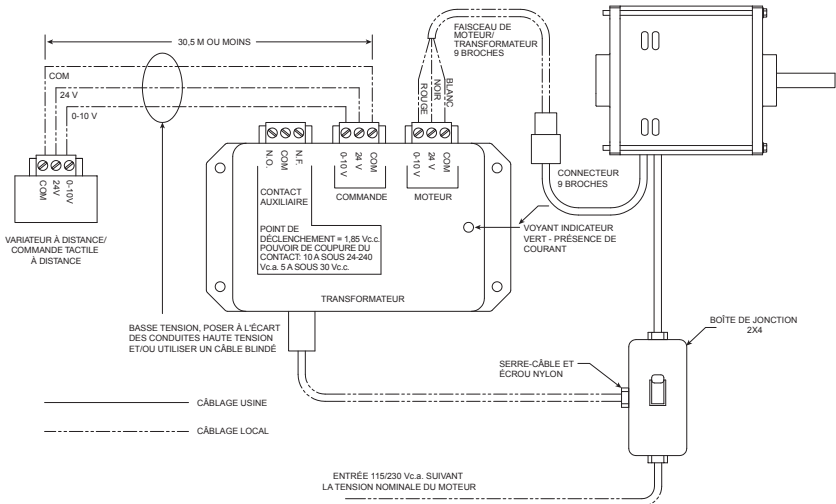 30,5 M OU MOINS
COM
24 V
0-10 V
COM
24V
0-10V
VARIATEUR À DISTANCE/
COMMANDE TACTILE
À DISTANCE
BASSE TENSION, POSER À L'ÉCART
DES CONDUITES HAUTE TENSION
ET/OU UTILISER UN CÂBLE BLINDÉ
FAISCEAU DE
MOTEUR/
TRANSFORMATEUR
9 BROCHES
ROUGE
NOIR
BLANC
N.O.
COM
N.F.
0-10 V
24 V
COM
0-10 V
24 V
COM
CONTACT
AUXILIAIRE
COMMANDE
MOTEUR
POINT DE
DÉCLENCHEMENT = 1,85 Vc.c.
POUVOIR DE COUPURE DU
CONTACT: 10 A SOUS 24-240
Vc.a. 5 A SOUS 30 Vc.c.
TRANSFORMATEUR
CONNECTEUR
9 BROCHES
VOYANT INDICATEUR
VERT - PRÉSENCE DE
COURANT
BOÎTE DE JONCTION
2X4
SERRE-CÂBLE ET
ÉCROU NYLON
CÂBLAGE USINE
CÂBLAGE LOCAL
ENTRÉE 115/230 Vc.a. SUIVANT
LA TENSION NOMINALE DU MOTEUR